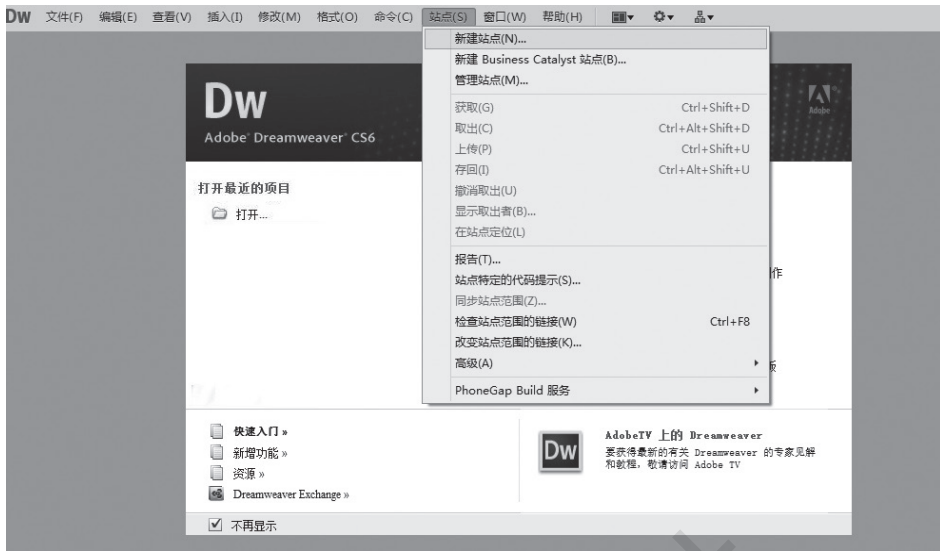 DW 文件(F) 编辑(E) 查看(V) 插入(I) 修改(M) 格式(O) 命令(C) 站点(S) 窗口(W) 帮助(H)
新建站点(N)...
新建 Business Catalyst 站点(B)...
管理站点(M)...
获取(G) Ctrl+Shift+D
取出(C) Ctrl+Alt+Shift+D
上传(P) Ctrl+Shift+U
存回(I) Ctrl+Alt+Shift+U
撤消取出(U)
显示取出者(B)...
在站点定位(L)
报告(T)...
站点特定的代码提示(S)...
同步站点范围(Z)...
检查站点范围的链接(W) Ctrl+F8
改变站点范围的链接(K)...
高级(A)
PhoneGap Build 服务
Dw
Adobe® Dreamweaver® CS6
Adobe
打开最近的项目
打开...
作
版
快速入门 »
新增功能 »
资源 »
Dreamweaver Exchange »
Dw
AdobeTV 上的 Dreamweaver
要获得最新的有关 Dreamweaver 的专家见解
和教程，敬请访问 Adobe TV
不再显示